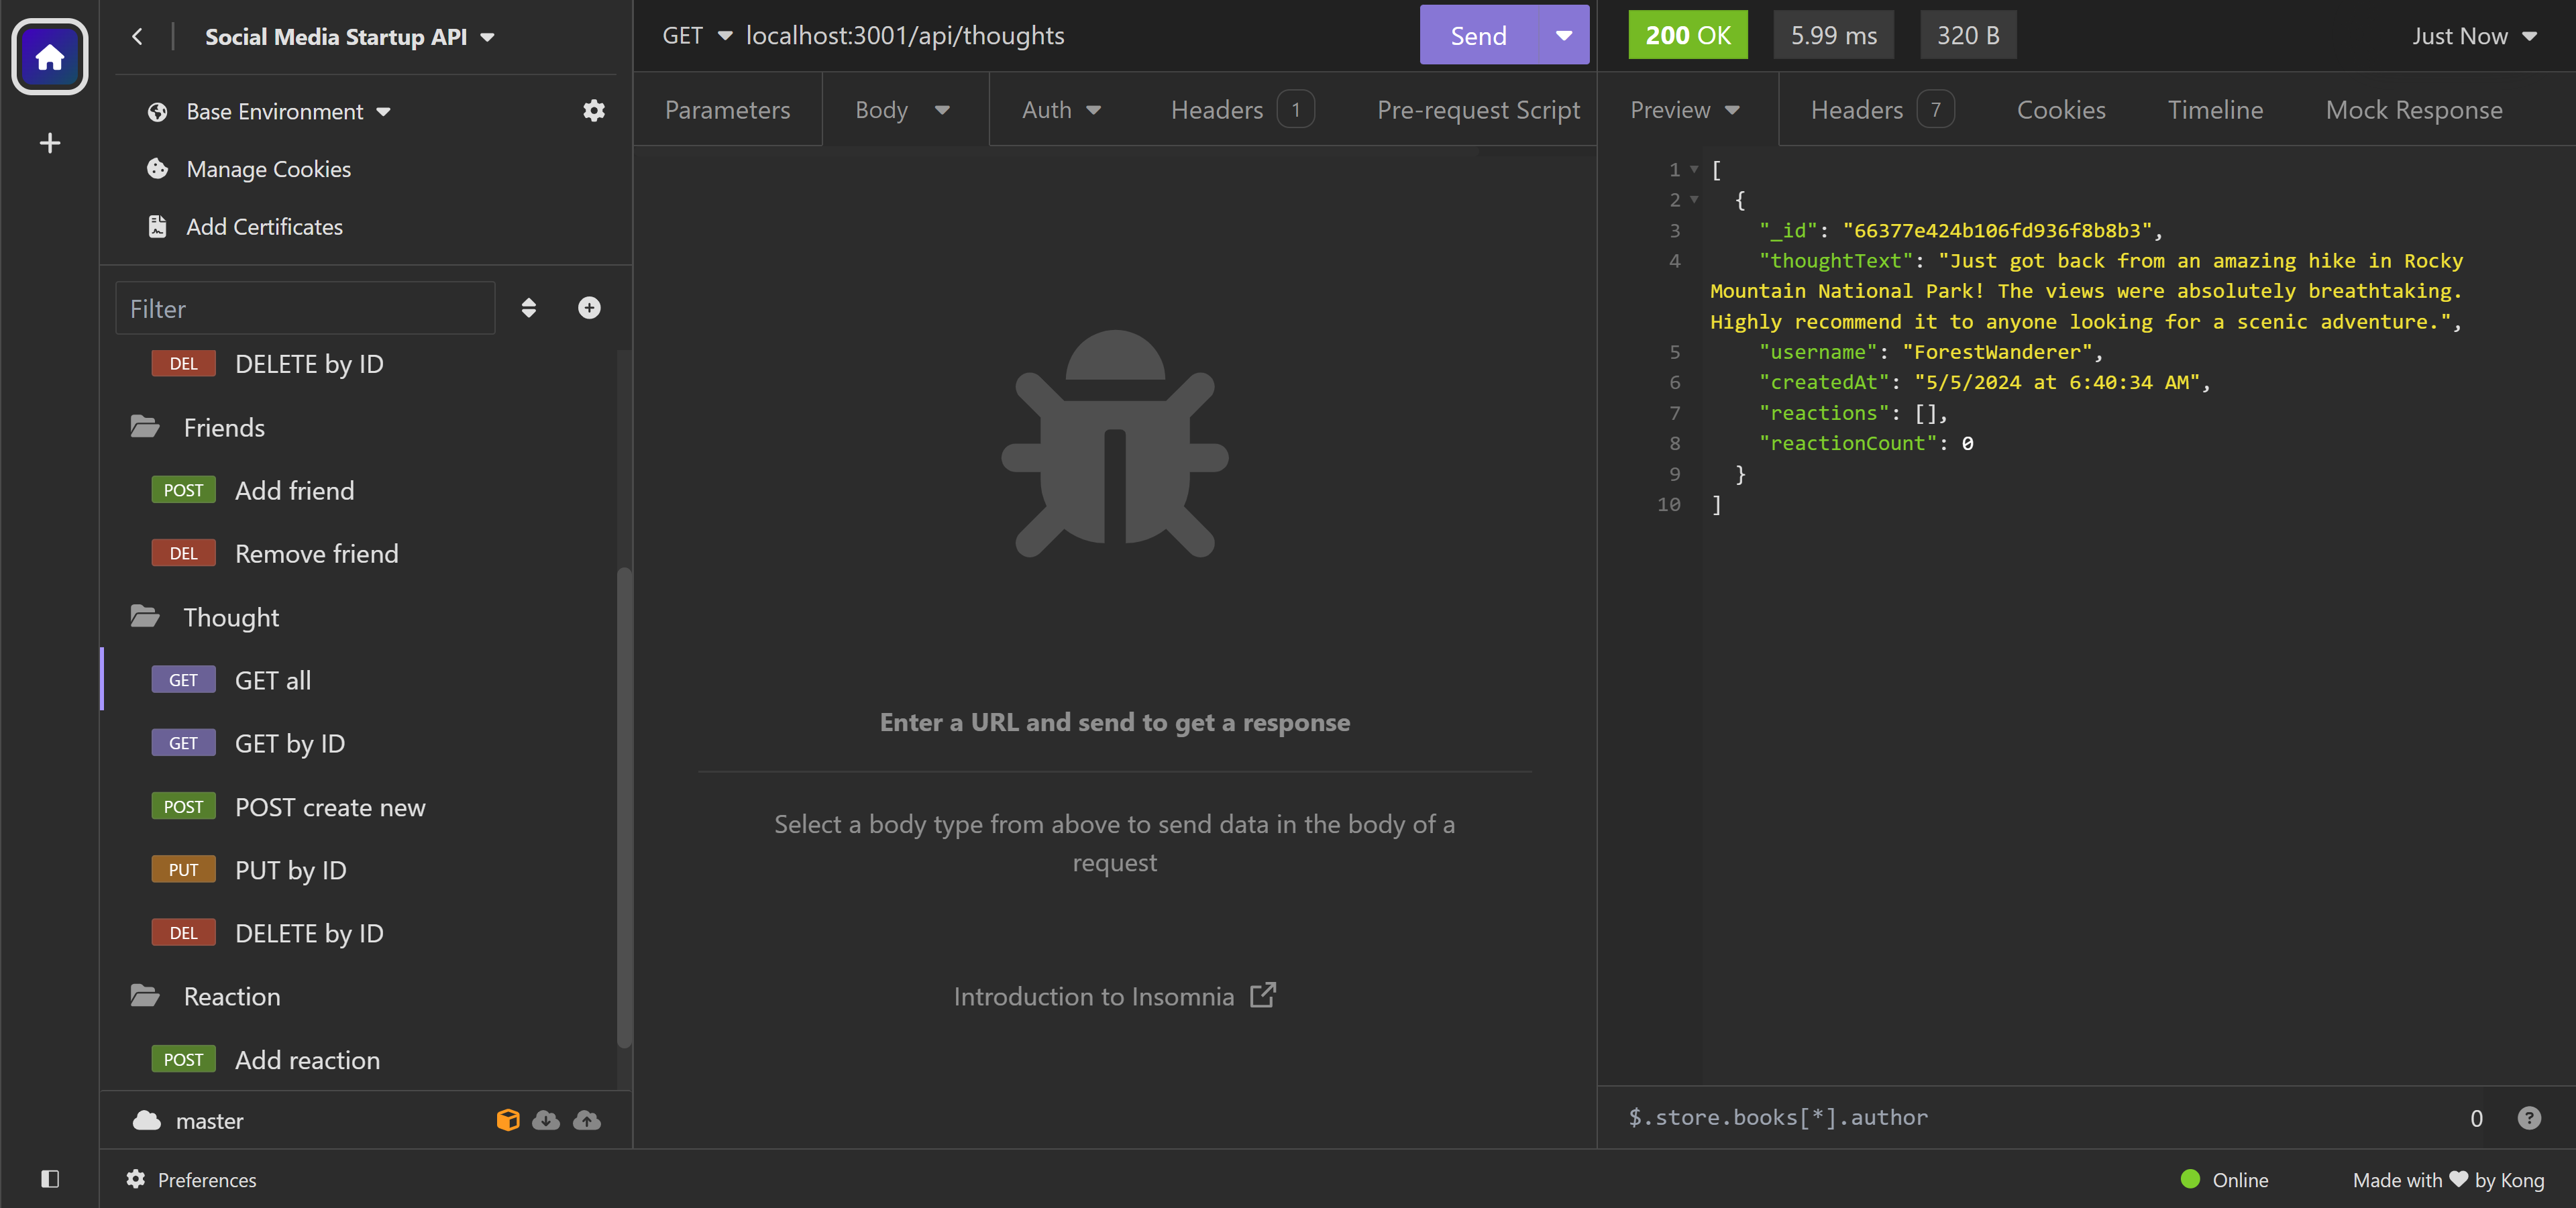 Social Media Startup API
Base Environment
Manage Cookies
Add Certificates
Filter
DEL DELETE by ID
Friends
POST Add friend
DEL Remove friend
Thought
GET GET all
GET GET by ID
POST POST create new
PUT PUT by ID
DEL DELETE by ID
Reaction
POST Add reaction
master
Preferences
GET localhost:3001/api/thoughts Send
Parameters Body Auth Headers 1 Pre-request Script
Enter a URL and send to get a response
Select a body type from above to send data in the body of a
request
Introduction to Insomnia
200 OK 5.99 ms 320 B Just Now
Preview Headers 7 Cookies Timeline Mock Response
1 [
2 {
3 "_id": "66377e424b106fd936f8b8b3",
4 "thoughtText": "Just got back from an amazing hike in Rocky
Mountain National Park! The views were absolutely breathtaking.
Highly recommend it to anyone looking for a scenic adventure.",
5 "username": "ForestWanderer",
6 "createdAt": "5/5/2024 at 6:40:34 AM",
7 "reactions": [],
8 "reactionCount": 0
9 }
10 ]
$.store.books[*].author 0
Online Made with ♥ by Kong